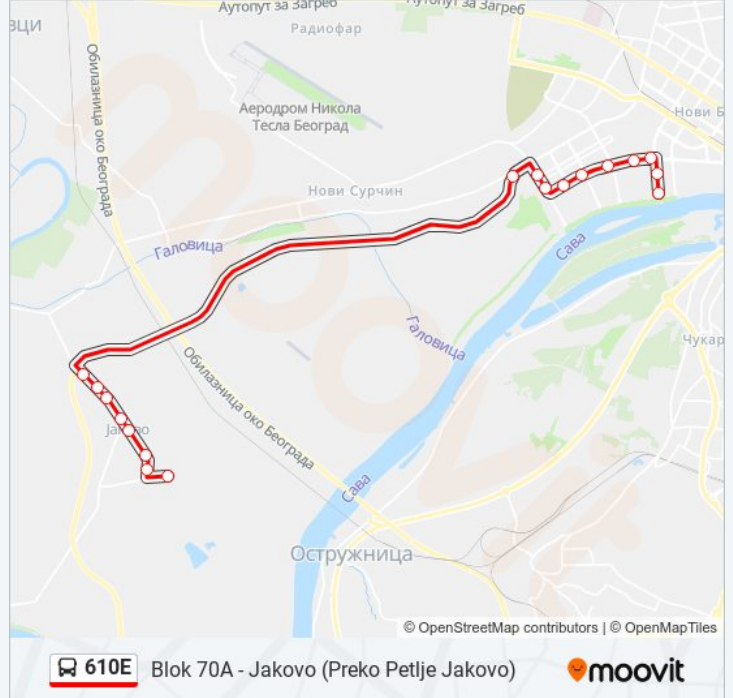 Аутопут за Загреб
Аутопут за Загреб
вци
Радиофар
Обилазница око Београда
Аеродром Никола
Тесла Београд
Нови Б
Нови Сурчин
Галовица
Сава
Галовица
Чукар
Обилазница око Београда
Сава
Остружница
moovit
© OpenStreetMap contributors | © OpenMapTiles
610E Blok 70A - Jakovo (Preko Petlje Jakovo) moovit